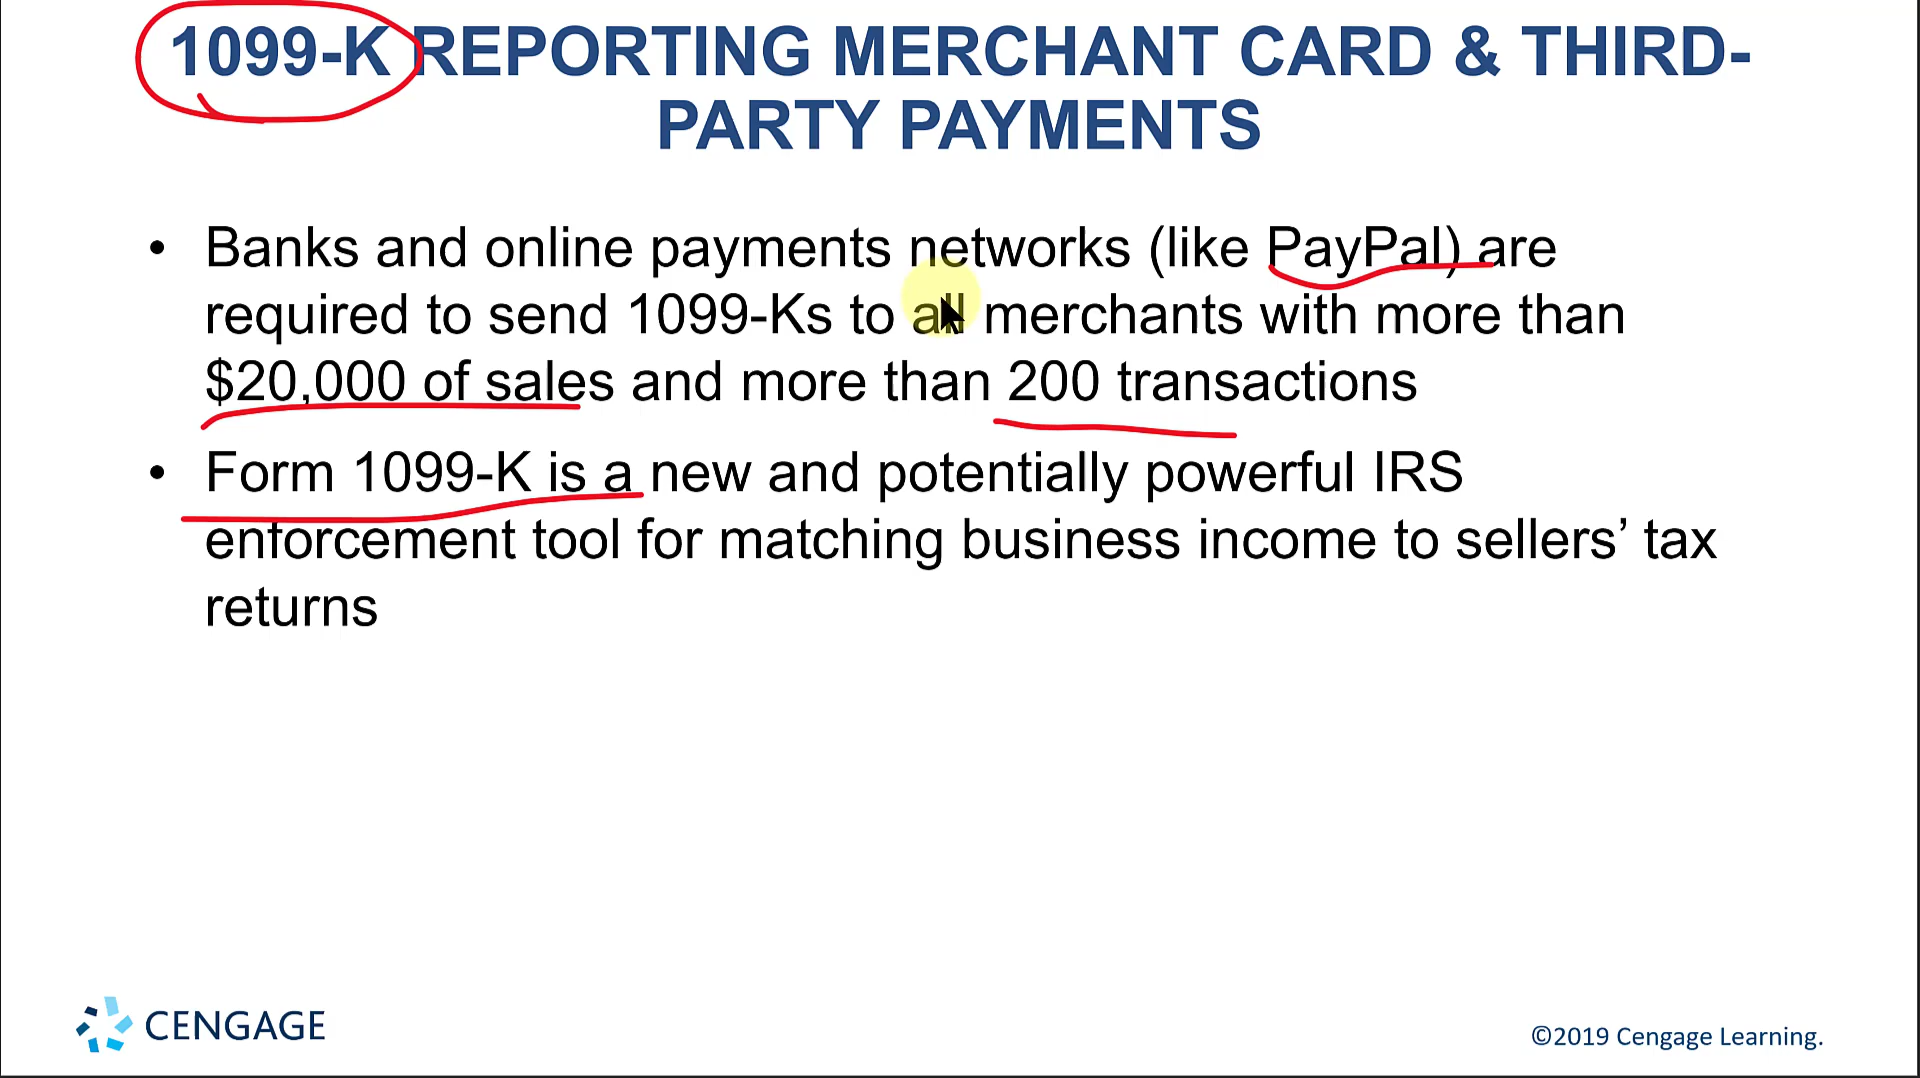 1099-K REPORTING MERCHANT CARD & THIRD-
PARTY PAYMENTS
• Banks and online payments networks (like PayPal) are
required to send 1099-Ks to all merchants with more than
$20,000 of sales and more than 200 transactions
• Form 1099-K is a new and potentially powerful IRS
enforcement tool for matching business income to sellers’ tax
returns
CENGAGE
©2019 Cengage Learning.